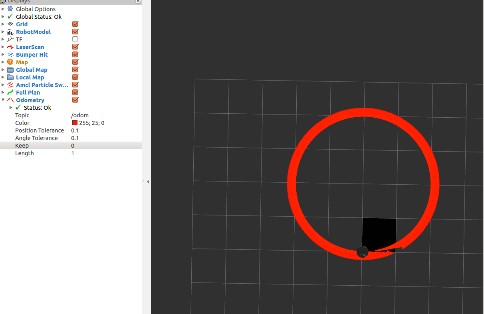 Displays
Global Options
Global Status: Ok
Grid
RobotModel
TF
LaserScan
Bumper Hit
Map
Global Map
Local Map
Amcl Particle Sw...
Full Plan
Odometry
Status: Ok
Topic /odom
Color 255; 25; 0
Position Tolerance 0.1
Angle Tolerance 0.1
Keep 0
Length 1